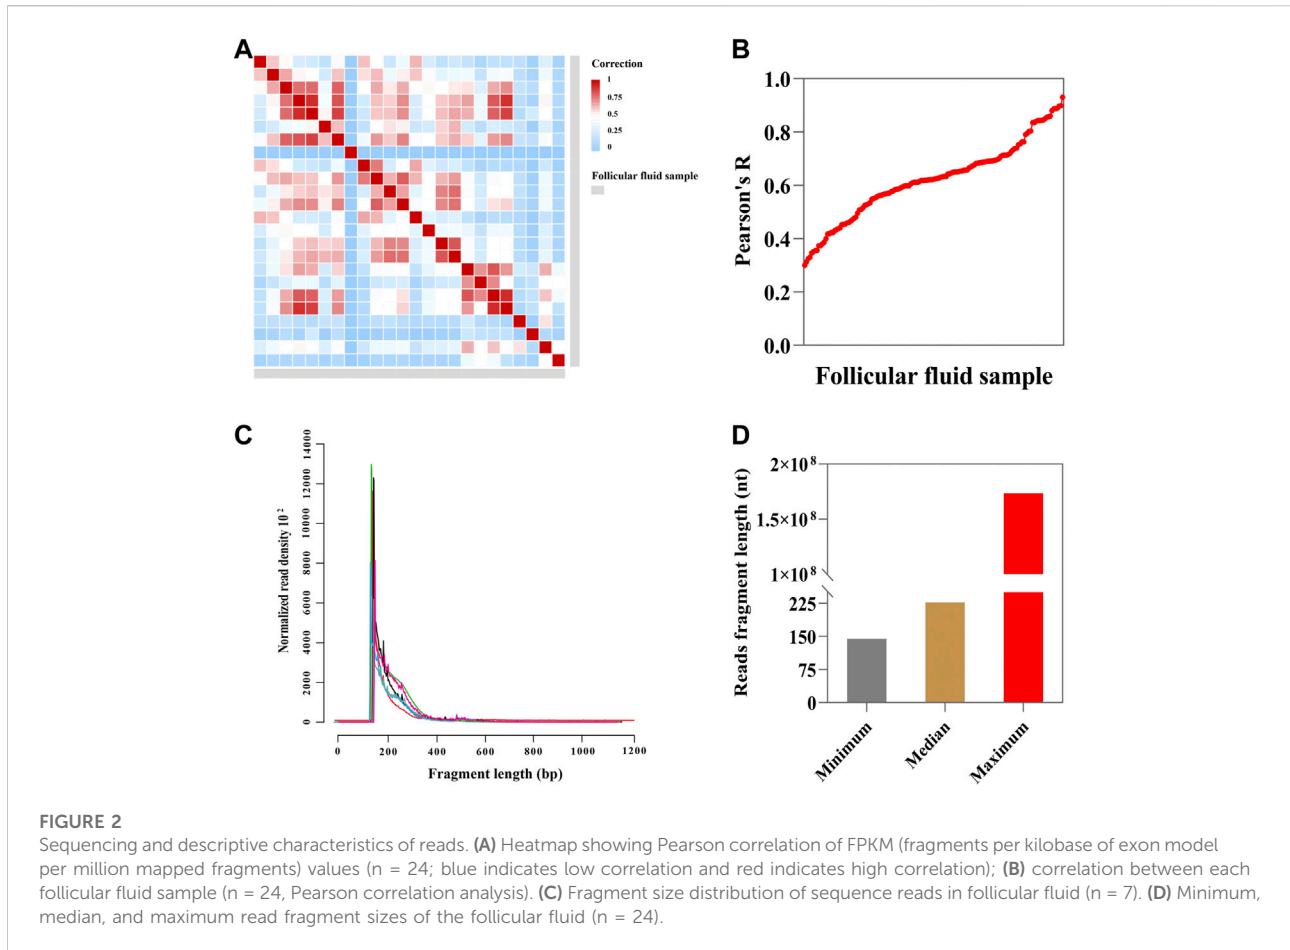 A
Correction
1
0.75
0.5
0.25
0
Follicular fluid sample
B
1.0
0.8
0.6
0.4
0.2
0.0
Pearson's R
Follicular fluid sample
C
14000
12000
10000
8000
6000
4000
2000
0
Normalized read density 10^2
0 200 400 600 800 1000 1200
Fragment length (bp)
D
2×10^8
1.5×10^8
1×10^8
225
150
75
0
Reads fragment length (nt)
Minimum
Median
Maximum
FIGURE 2
Sequencing and descriptive characteristics of reads. (A) Heatmap showing Pearson correlation of FPKM (fragments per kilobase of exon model
per million mapped fragments) values (n = 24; blue indicates low correlation and red indicates high correlation); (B) correlation between each
follicular fluid sample (n = 24, Pearson correlation analysis). (C) Fragment size distribution of sequence reads in follicular fluid (n = 7). (D) Minimum,
median, and maximum read fragment sizes of the follicular fluid (n = 24).